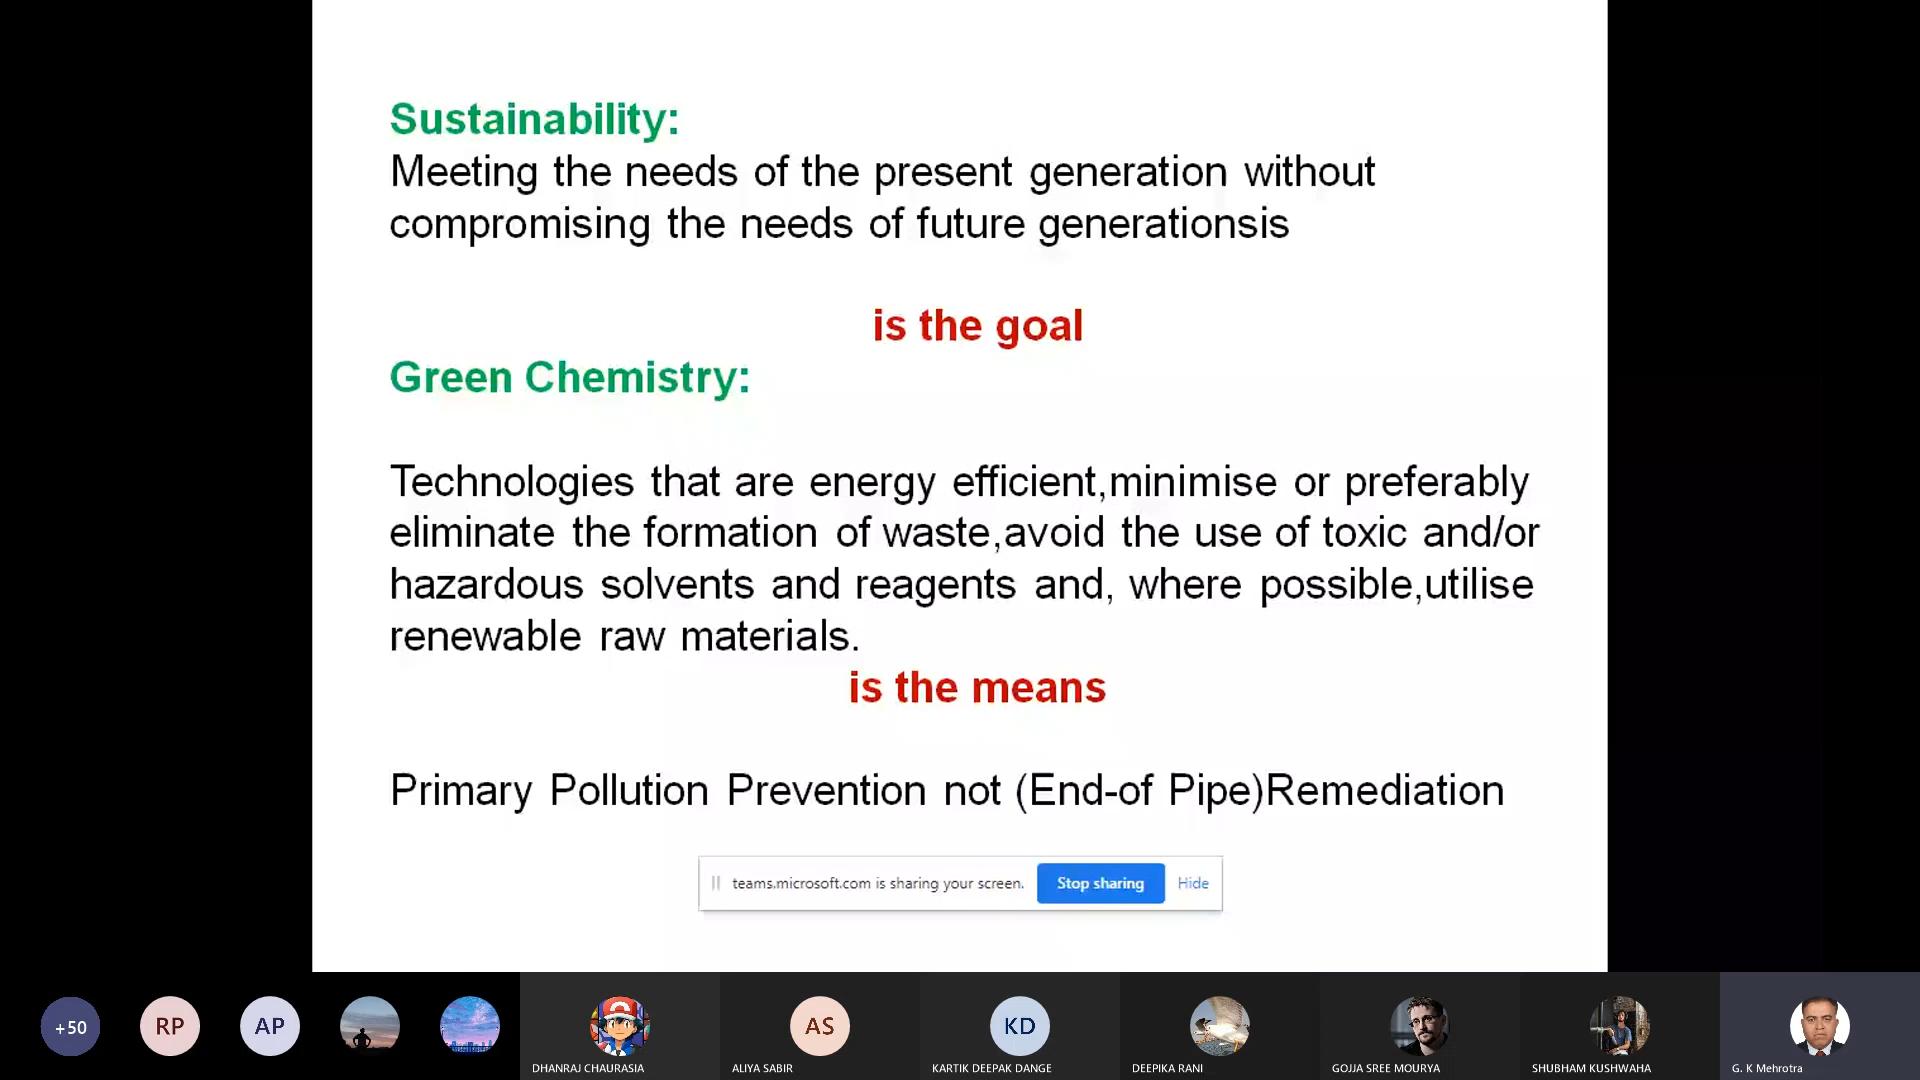 Sustainability:
Meeting the needs of the present generation without
compromising the needs of future generationsis
is the goal
Green Chemistry:
Technologies that are energy efficient,minimise or preferably
eliminate the formation of waste,avoid the use of toxic and/or
hazardous solvents and reagents and, where possible,utilise
renewable raw materials.
is the means
Primary Pollution Prevention not (End-of Pipe)Remediation
teams.microsoft.com is sharing your screen. Stop sharing Hide
+50 RP AP AS KD
DHANRAJ CHAURASIA ALIYA SABIR KARTIK DEEPAK DANGE DEEPIKA RANI GOJJA SREE MOURYA SHUBHAM KUSHWAHA G. K Mehrotra